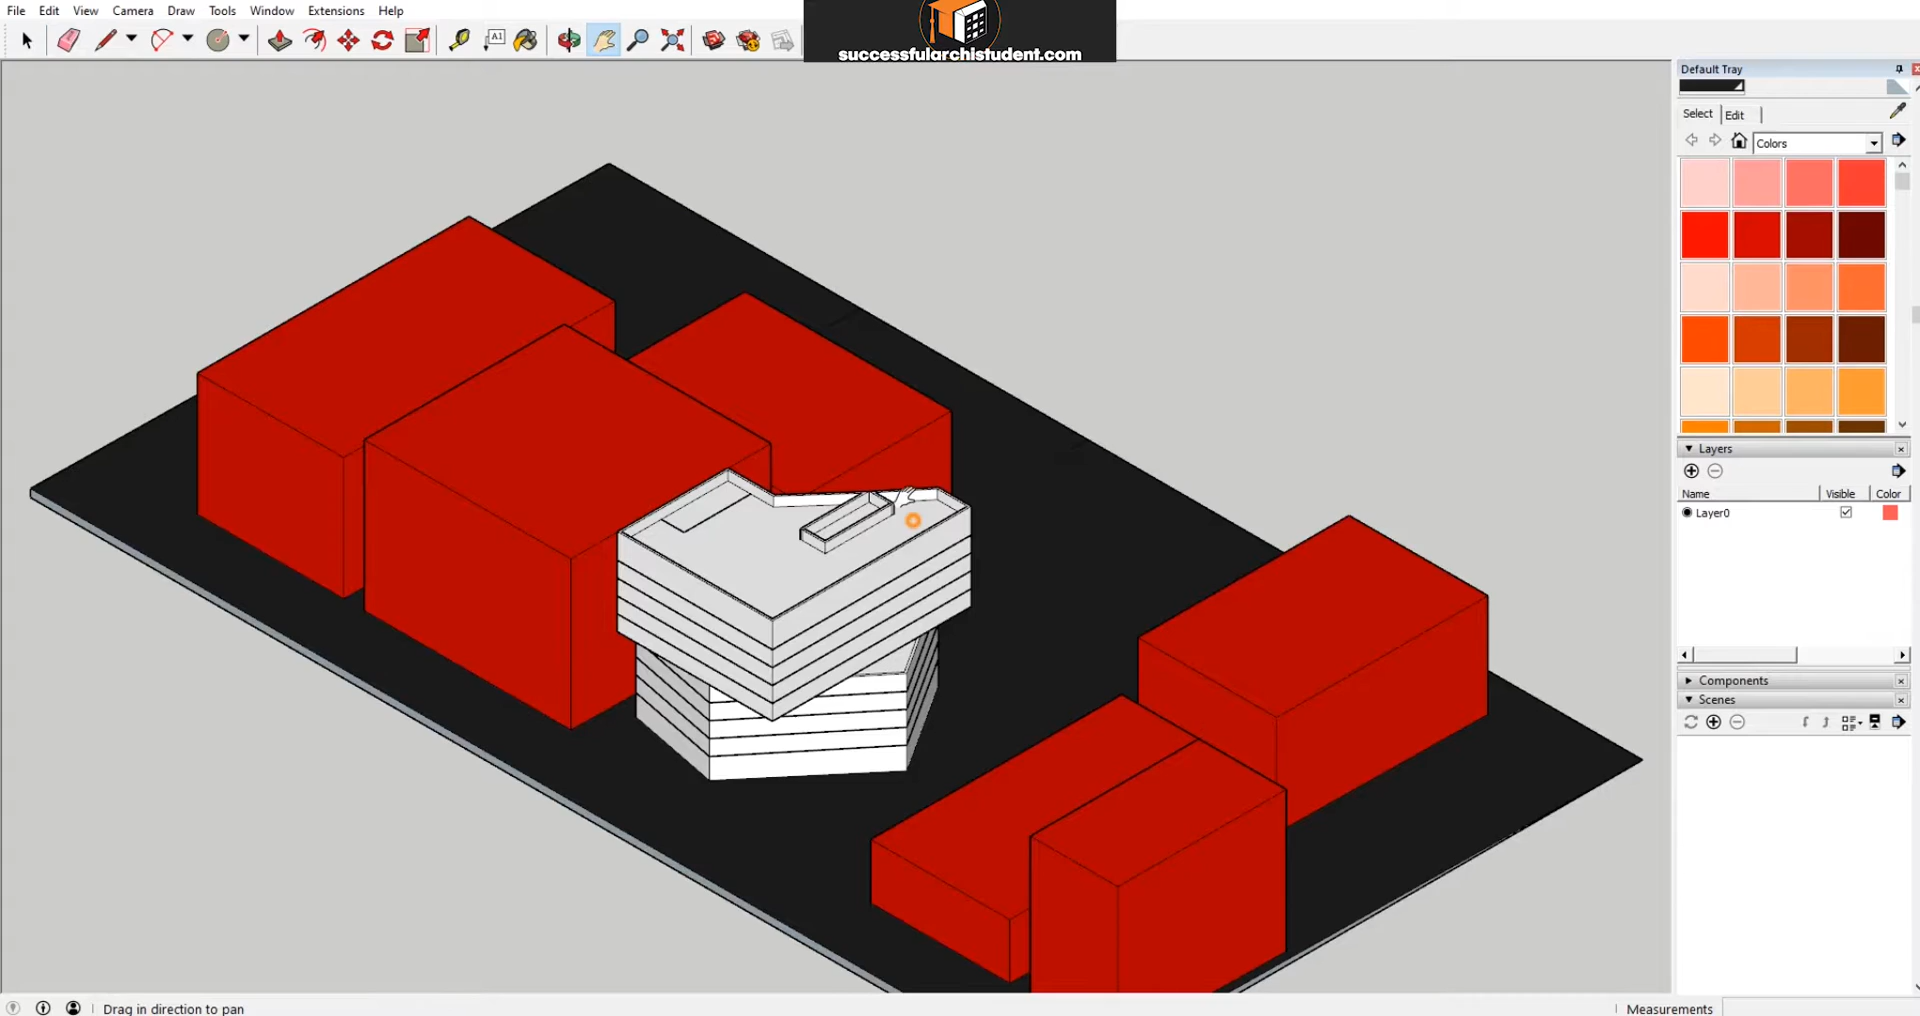 File Edit View Camera Draw Tools Window Extensions Help
A1
successfularchistudent.com
Default Tray
Select Edit
Colors
Layers
Name Visible Color
Layer0
Components
Scenes
Drag in direction to pan
Measurements